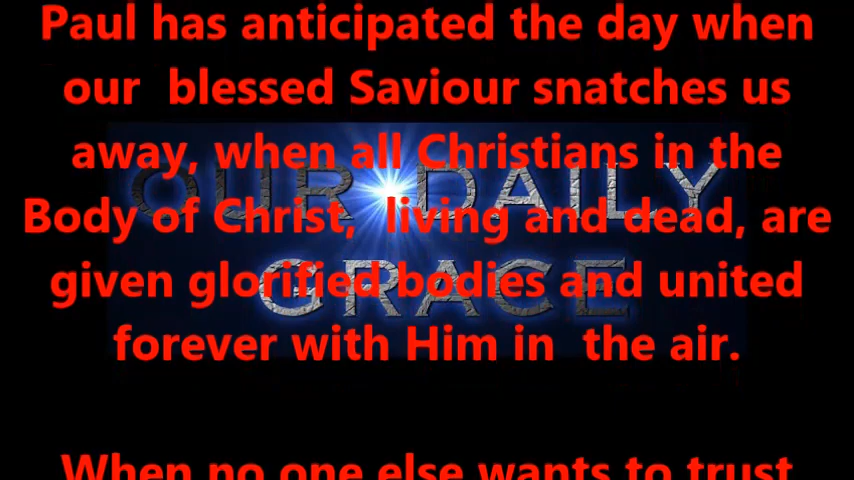 Paul has anticipated the day when
our blessed Saviour snatches us
away, when all Christians in the
OUR DAILY
Body of Christ, living and dead, are
given glorified bodies and united
GRACE
forever with Him in the air.
When no one else wants to trust